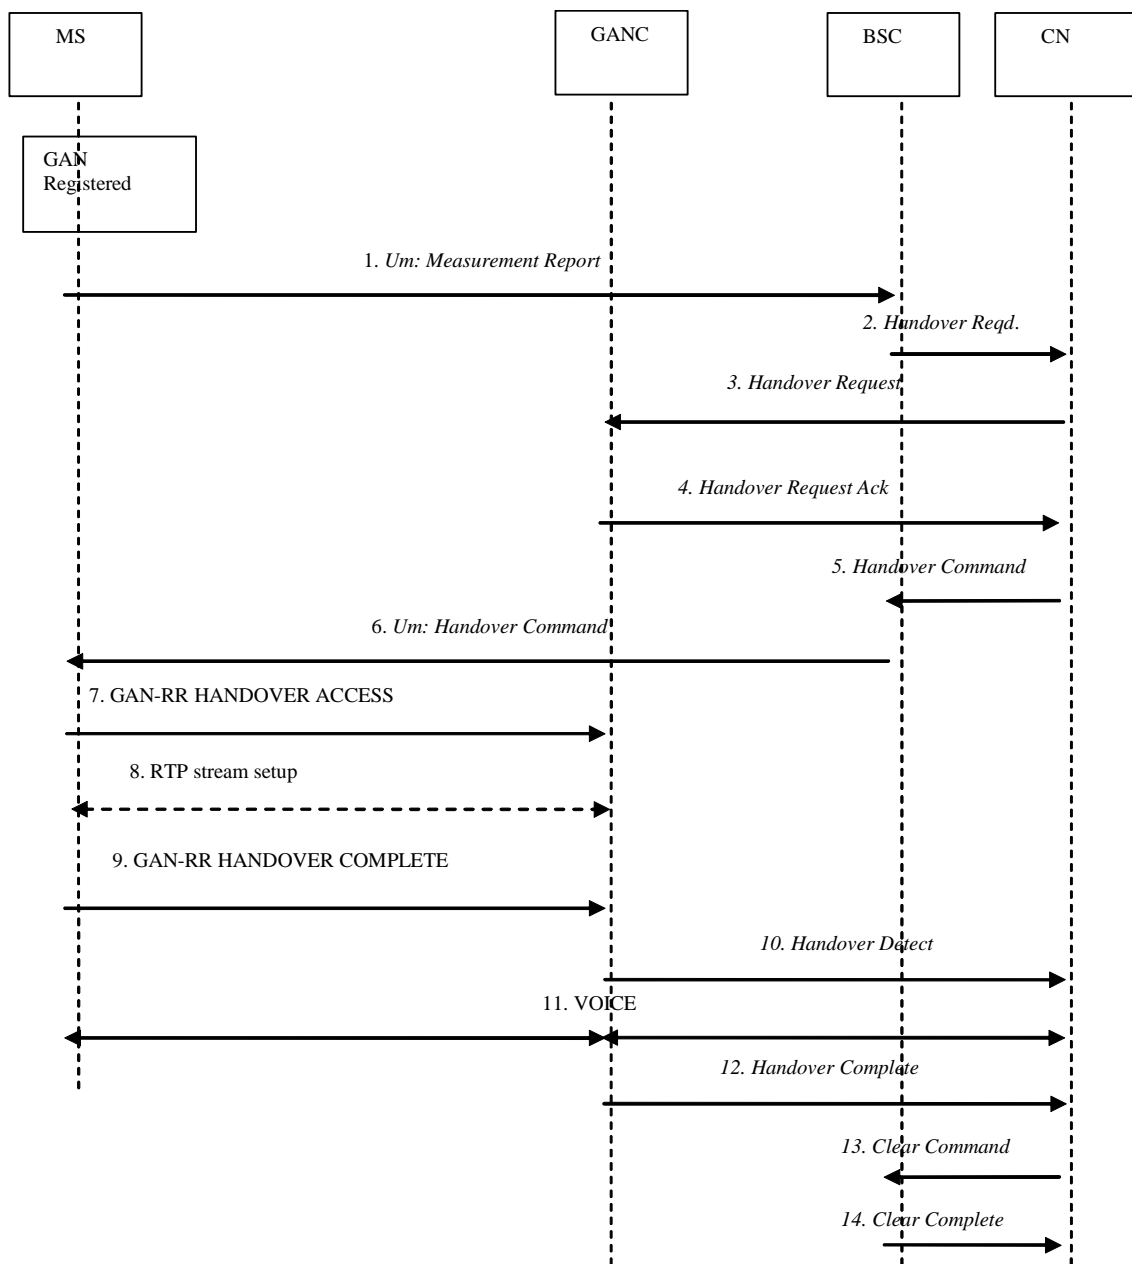 MS
GANC
BSC
CN
GAN
Registered
1. Um: Measurement Report
2. Handover Reqd.
3. Handover Request
4. Handover Request Ack
5. Handover Command
6. Um: Handover Command
7. GAN-RR HANDOVER ACCESS
8. RTP stream setup
9. GAN-RR HANDOVER COMPLETE
10. Handover Detect
11. VOICE
12. Handover Complete
13. Clear Command
14. Clear Complete